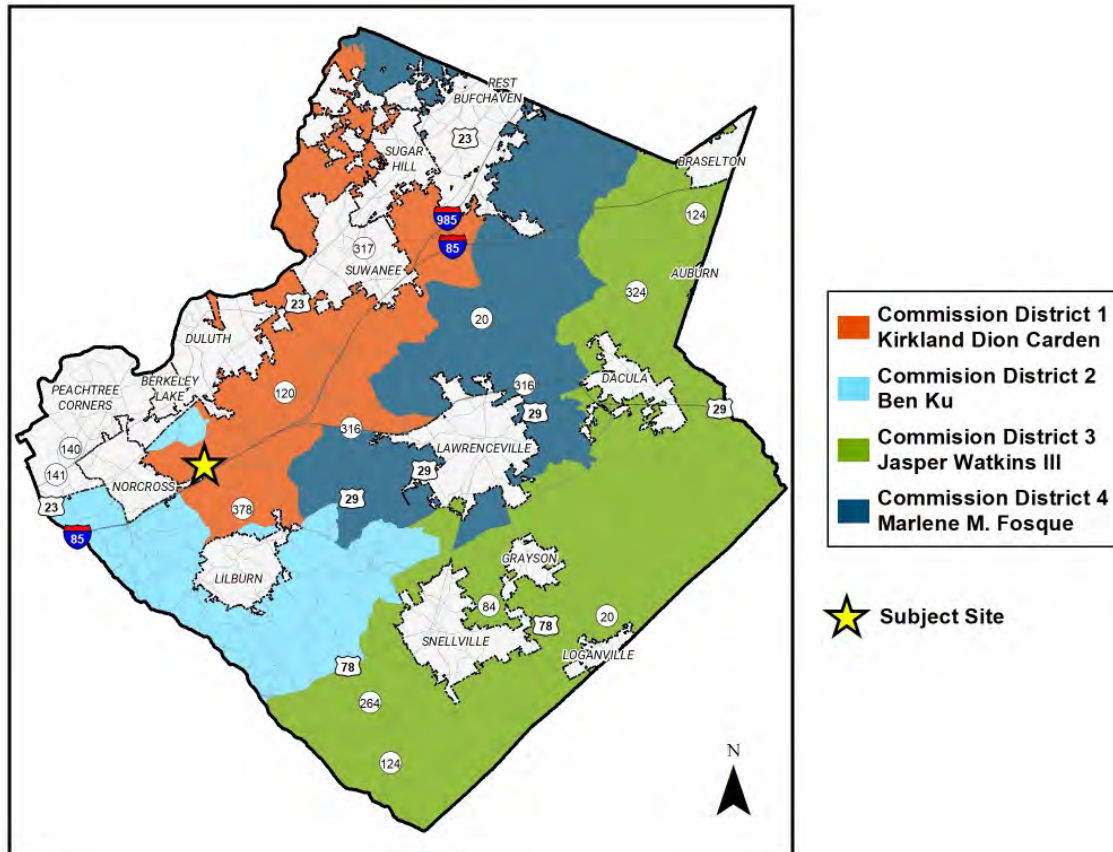 REST
BUFCHAVEN
23
SUGAR
HILL
BRASELTON
985
124
85
317
SUWANEE
AUBURN
324
23
20
DULUTH
DACULA
BERKELEY
LAKE
PEACHTREE
CORNERS
120
316
29
29
316
140
LAWRENCEVILLE
141
29
NORCROSS
29
23
378
85
LILBURN
GRAYSON
84
20
78
SNELLVILLE
LOGANVILLE
78
264
124
N
Commission District 1
Kirkland Dion Carden
Commision District 2
Ben Ku
Commission District 3
Jasper Watkins III
Commission District 4
Marlene M. Fosque
Subject Site